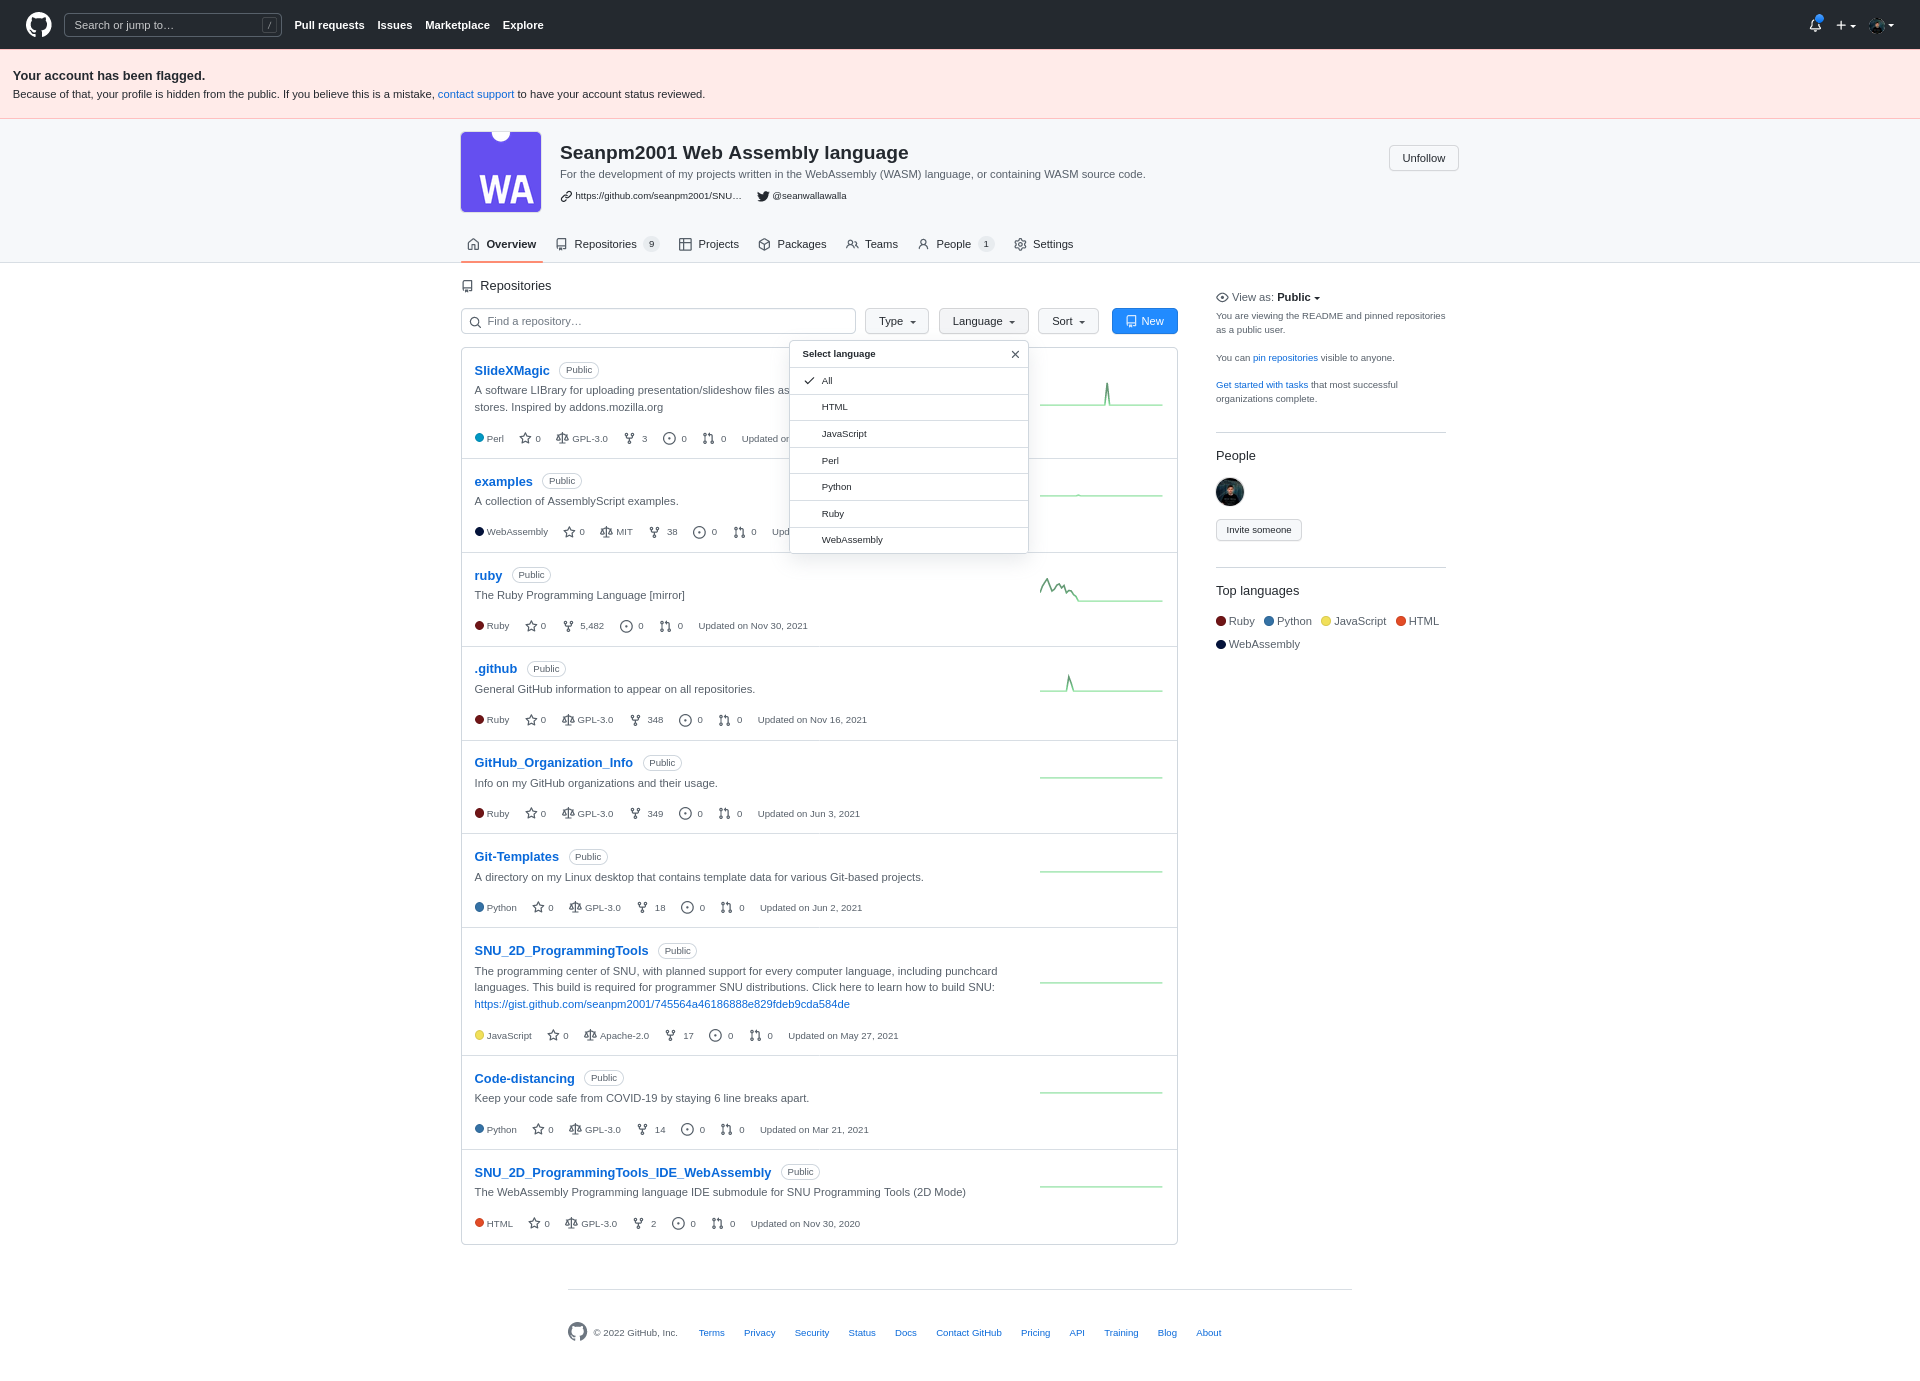 Search or jump to…
/
Pull requests
Issues
Marketplace
Explore
Your account has been flagged.
Because of that, your profile is hidden from the public. If you believe this is a mistake, contact support to have your account status reviewed.
WA
Seanpm2001 Web Assembly language
For the development of my projects written in the WebAssembly (WASM) language, or containing WASM source code.
https://github.com/seanpm2001/SNU…
@seanwallawalla
Unfollow
Overview
Repositories 9
Projects
Packages
Teams
People 1
Settings
Repositories
Find a repository…
Type
Language
Sort
New
Select language
All
HTML
JavaScript
Perl
Python
Ruby
WebAssembly
SlideXMagic Public
A software LIBrary for uploading presentation/slideshow files as
stores. Inspired by addons.mozilla.org
Perl 0 GPL-3.0 3 0 0 Updated on
examples Public
A collection of AssemblyScript examples.
WebAssembly 0 MIT 38 0 0 Upd
ruby Public
The Ruby Programming Language [mirror]
Ruby 0 5,482 0 0 Updated on Nov 30, 2021
.github Public
General GitHub information to appear on all repositories.
Ruby 0 GPL-3.0 348 0 0 Updated on Nov 16, 2021
GitHub_Organization_Info Public
Info on my GitHub organizations and their usage.
Ruby 0 GPL-3.0 349 0 0 Updated on Jun 3, 2021
Git-Templates Public
A directory on my Linux desktop that contains template data for various Git-based projects.
Python 0 GPL-3.0 18 0 0 Updated on Jun 2, 2021
SNU_2D_ProgrammingTools Public
The programming center of SNU, with planned support for every computer language, including punchcard
languages. This build is required for programmer SNU distributions. Click here to learn how to build SNU:
https://gist.github.com/seanpm2001/745564a46186888e829fdeb9cda584de
JavaScript 0 Apache-2.0 17 0 0 Updated on May 27, 2021
Code-distancing Public
Keep your code safe from COVID-19 by staying 6 line breaks apart.
Python 0 GPL-3.0 14 0 0 Updated on Mar 21, 2021
SNU_2D_ProgrammingTools_IDE_WebAssembly Public
The WebAssembly Programming language IDE submodule for SNU Programming Tools (2D Mode)
HTML 0 GPL-3.0 2 0 0 Updated on Nov 30, 2020
View as: Public
You are viewing the README and pinned repositories
as a public user.
You can pin repositories visible to anyone.
Get started with tasks that most successful
organizations complete.
People
Invite someone
Top languages
Ruby Python JavaScript HTML
WebAssembly
© 2022 GitHub, Inc.
Terms
Privacy
Security
Status
Docs
Contact GitHub
Pricing
API
Training
Blog
About